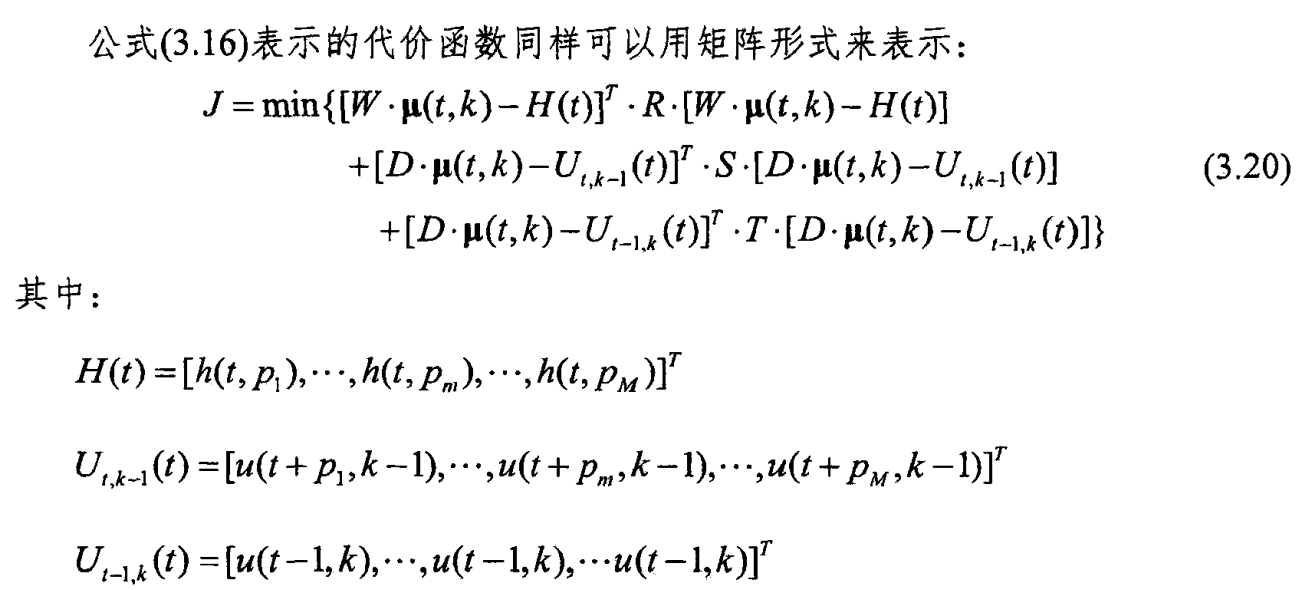 公式(3.16)表示的代价函数同样可以用矩阵形式来表示：
J = min{[W·μ(t,k)−H(t)]^T·R·[W·μ(t,k)−H(t)]
+[D·μ(t,k)−U_{t,k−1}(t)]^T·S·[D·μ(t,k)−U_{t,k−1}(t)] (3.20)
+[D·μ(t,k)−U_{t−1,k}(t)]^T·T·[D·μ(t,k)−U_{t−1,k}(t)]}
其中：
H(t)=[h(t,p_1),⋯,h(t,p_m),⋯,h(t,p_M)]^T
U_{t,k−1}(t)=[u(t+p_1,k−1),⋯,u(t+p_m,k−1),⋯,u(t+p_M,k−1)]^T
U_{t−1,k}(t)=[u(t−1,k),⋯,u(t−1,k),⋯u(t−1,k)]^T